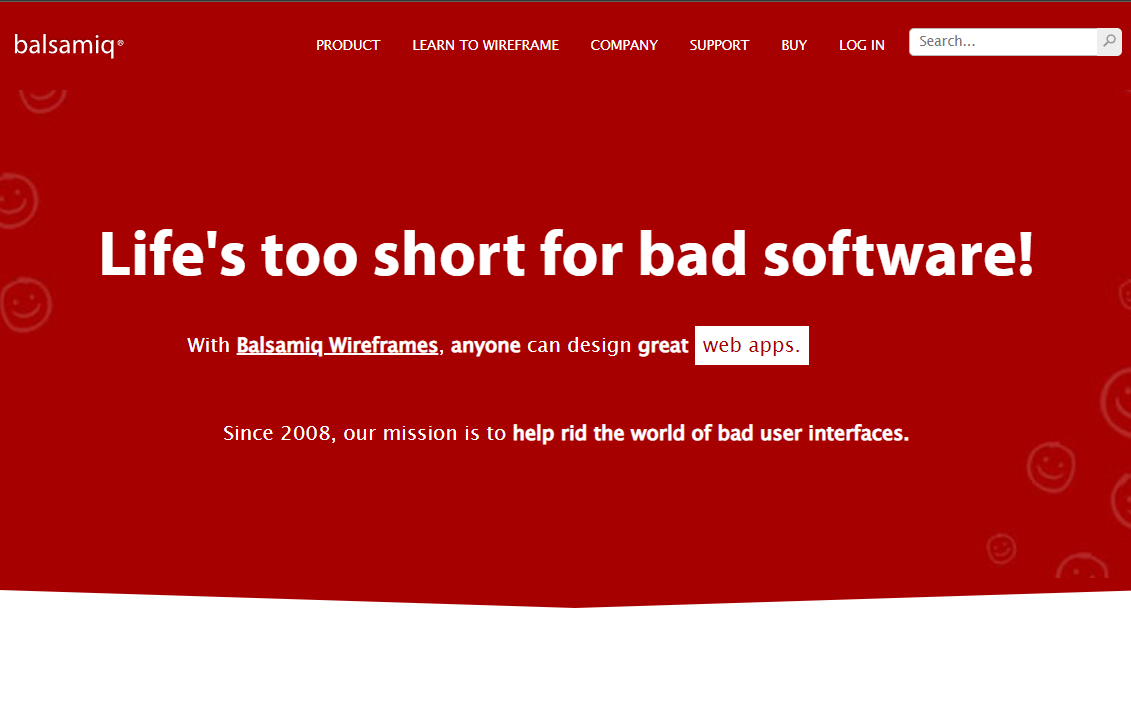 balsamiq®
PRODUCT LEARN TO WIREFRAME COMPANY SUPPORT BUY LOG IN Search...
Life's too short for bad software!
With Balsamiq Wireframes, anyone can design great web apps.
Since 2008, our mission is to help rid the world of bad user interfaces.